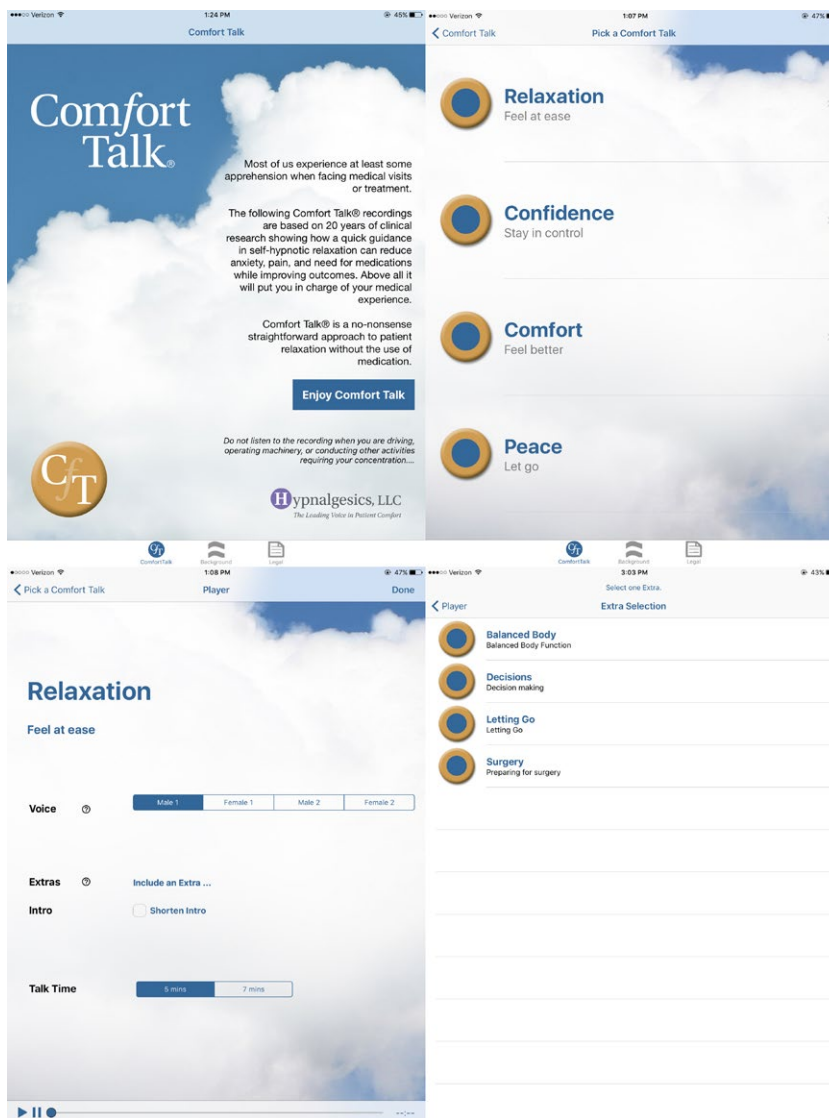 Verizon 1:24 PM 45%
Comfort Talk
Comfort
Talk®
Most of us experience at least some
apprehension when facing medical visits
or treatment.
The following Comfort Talk® recordings
are based on 20 years of clinical
research showing how a quick guidance
in self-hypnotic relaxation can reduce
anxiety, pain, and need for medications
while improving outcomes. Above all it
will put you in charge of your medical
experience.
Comfort Talk® is a no-nonsense
straightforward approach to patient
relaxation without the use of
medication.
Enjoy Comfort Talk
Do not listen to the recording when you are driving,
operating machinery, or conducting other activities
requiring your concentration....
CfT
Hypnalgesics, LLC
The Leading Voice in Patient Comfort
CfT
ComfortTalk Background Legal
Verizon 1:07 PM 47%
Comfort Talk Pick a Comfort Talk
Relaxation
Feel at ease
Confidence
Stay in control
Comfort
Feel better
Peace
Let go
CfT
ComfortTalk Background Legal
Verizon 1:08 PM 47%
Pick a Comfort Talk Player Done
Relaxation
Feel at ease
Voice ? Male 1 Female 1 Male 2 Female 2
Extras ? Include an Extra ...
Intro Shorten Intro
Talk Time 5 mins 7 mins
--:--
Verizon 3:03 PM 43%
Select one Extra.
Player Extra Selection
Balanced Body
Balanced Body Function
Decisions
Decision making
Letting Go
Letting Go
Surgery
Preparing for surgery